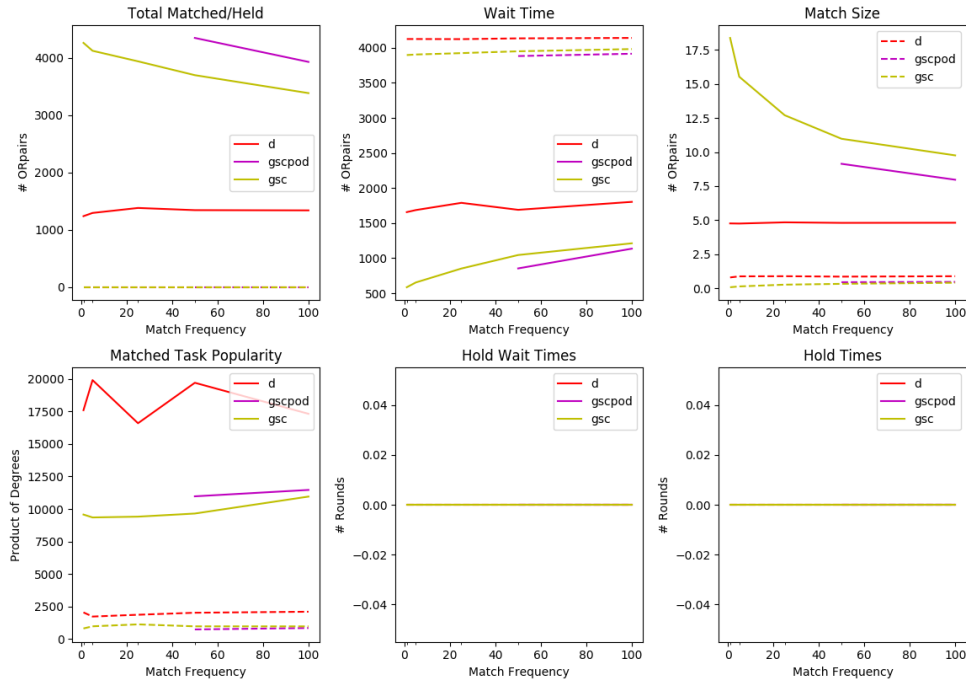 Total Matched/Held
# ORpairs
4000
3000
2000
1000
0
d
gscpod
gsc
0 20 40 60 80 100
Match Frequency
Wait Time
# ORpairs
4000
3500
3000
2500
2000
1500
1000
500
d
gscpod
gsc
0 20 40 60 80 100
Match Frequency
Match Size
# ORpairs
17.5
15.0
12.5
10.0
7.5
5.0
2.5
0.0
d
gscpod
gsc
0 20 40 60 80 100
Match Frequency
Matched Task Popularity
Product of Degrees
20000
17500
15000
12500
10000
7500
5000
2500
0
d
gscpod
gsc
0 20 40 60 80 100
Match Frequency
Hold Wait Times
# Rounds
0.04
0.02
0.00
−0.02
−0.04
d
gscpod
gsc
0 20 40 60 80 100
Match Frequency
Hold Times
# Rounds
0.04
0.02
0.00
−0.02
−0.04
d
gscpod
gsc
0 20 40 60 80 100
Match Frequency